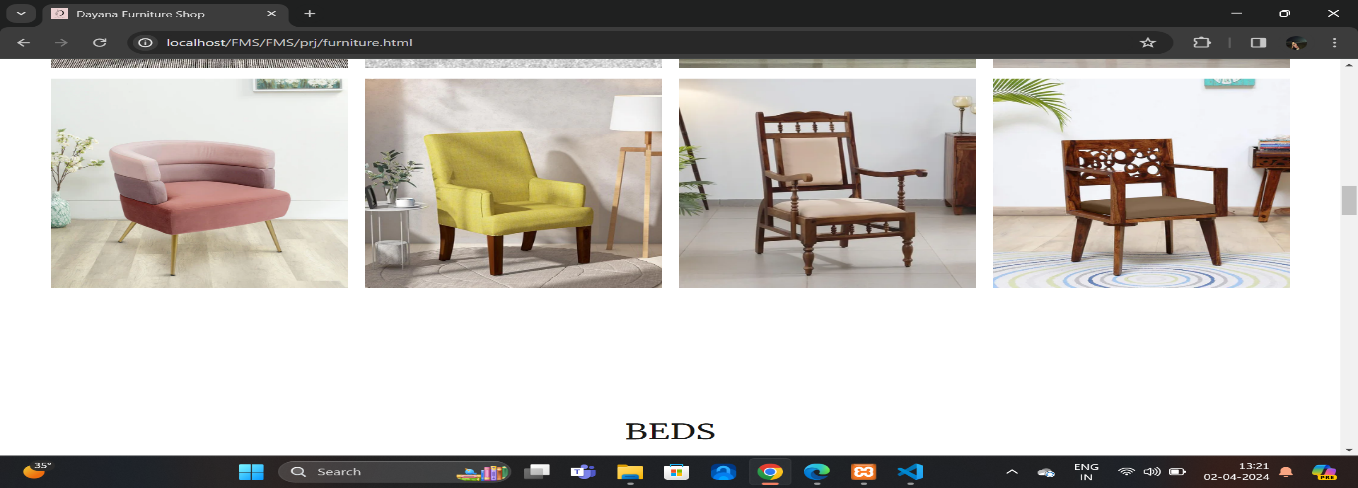 Dayana Furniture Shop
localhost/FMS/FMS/prj/furniture.html
BEDS
35°
Search
ENG
IN
13:21
02-04-2024
PRE